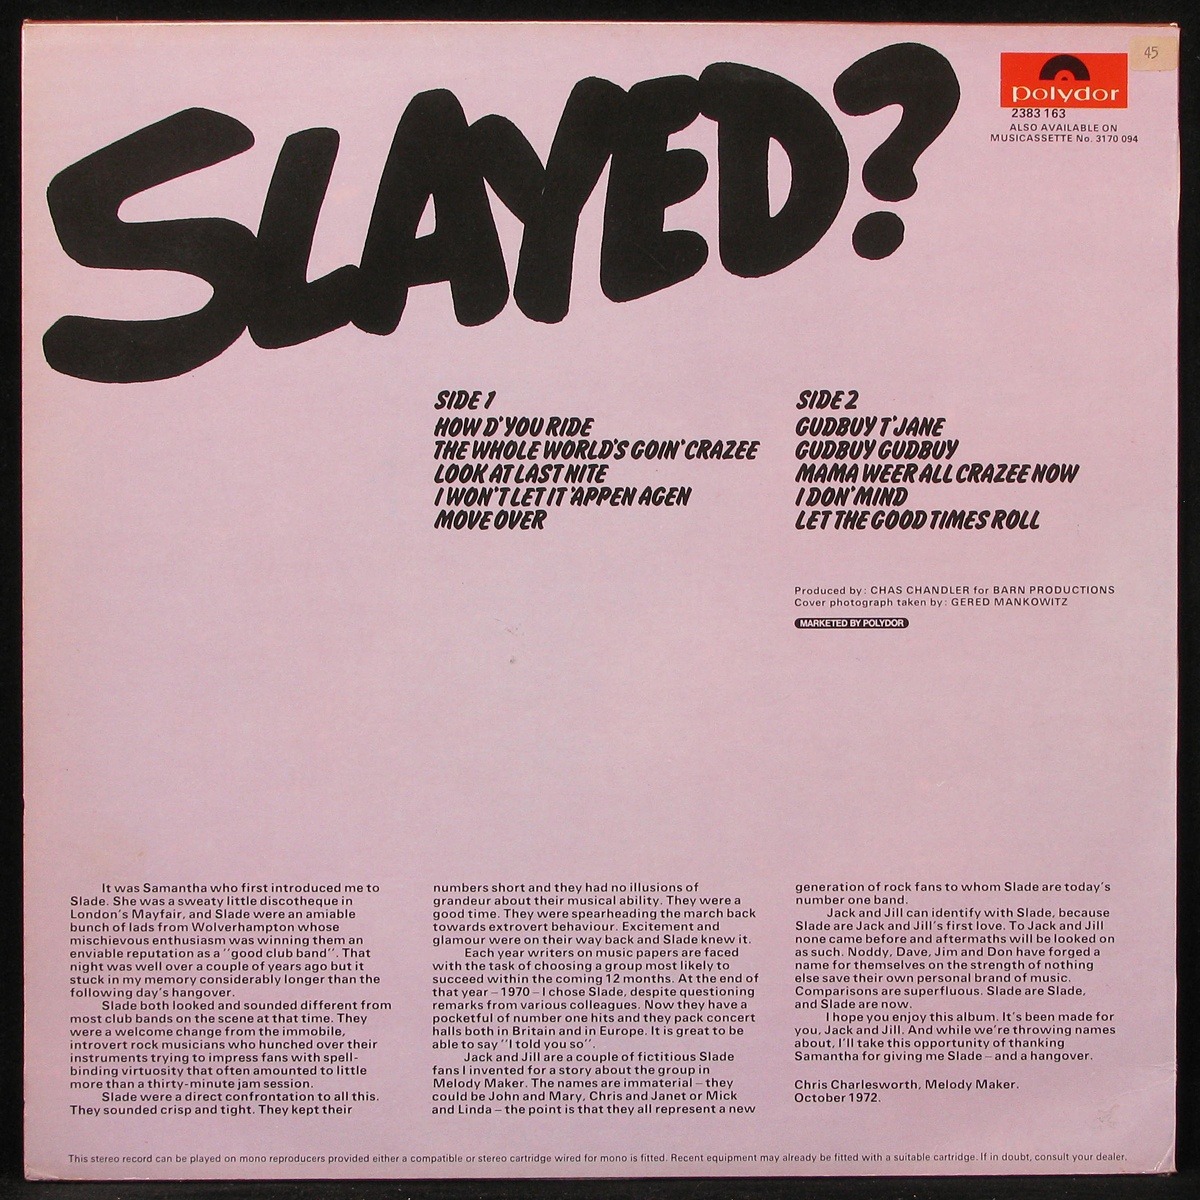 SLAYED?
45
polydor
2383 163
ALSO AVAILABLE ON
MUSICASSETTE No. 3170 094
SIDE 1
HOW D'YOU RIDE
THE WHOLE WORLD'S GOIN' CRAZEE
LOOK AT LAST NITE
I WON'T LET IT 'APPEN AGEN
MOVE OVER
SIDE 2
GUDBUY T'JANE
GUDBUY GUDBUY
MAMA WEER ALL CRAZEE NOW
I DON' MIND
LET THE GOOD TIMES ROLL
Produced by: CHAS CHANDLER for BARN PRODUCTIONS
Cover photograph taken by: GERED MANKOWITZ
MARKETED BY POLYDOR
It was Samantha who first introduced me to
Slade. She was a sweaty little discotheque in
London's Mayfair, and Slade were an amiable
bunch of lads from Wolverhampton whose
mischievous enthusiasm was winning them an
enviable reputation as a "good club band". That
night was well over a couple of years ago but it
stuck in my memory considerably longer than the
following day's hangover.
Slade both looked and sounded different from
most club bands on the scene at that time. They
were a welcome change from the immobile,
introvert rock musicians who hunched over their
instruments trying to impress fans with spell-
binding virtuosity that often amounted to little
more than a thirty-minute jam session.
Slade were a direct confrontation to all this.
They sounded crisp and tight. They kept their
numbers short and they had no illusions of
grandeur about their musical ability. They were a
good time. They were spearheading the march back
towards extrovert behaviour. Excitement and
glamour were on their way back and Slade knew it.
Each year writers on music papers are faced
with the task of choosing a group most likely to
succeed within the coming 12 months. At the end of
that year – 1970 – I chose Slade, despite questioning
remarks from various colleagues. Now they have a
pocketful of number one hits and they pack concert
halls both in Britain and in Europe. It is great to be
able to say "I told you so".
Jack and Jill are a couple of fictitious Slade
fans I invented for a story about the group in
Melody Maker. The names are immaterial – they
could be John and Mary, Chris and Janet or Mick
and Linda – the point is that they all represent a new
generation of rock fans to whom Slade are today's
number one band.
Jack and Jill can identify with Slade, because
Slade are Jack and Jill's first love. To Jack and Jill
none came before and aftermaths will be looked on
as such. Noddy, Dave, Jim and Don have forged a
name for themselves on the strength of nothing
else save their own personal brand of music.
Comparisons are superfluous. Slade are Slade,
and Slade are now.
I hope you enjoy this album. It's been made for
you, Jack and Jill. And while we're throwing names
about, I'll take this opportunity of thanking
Samantha for giving me Slade – and a hangover.
Chris Charlesworth, Melody Maker.
October 1972.
This stereo record can be played on mono reproducers provided either a compatible or stereo cartridge wired for mono is fitted. Recent equipment may already be fitted with a suitable cartridge. If in doubt, consult your dealer.